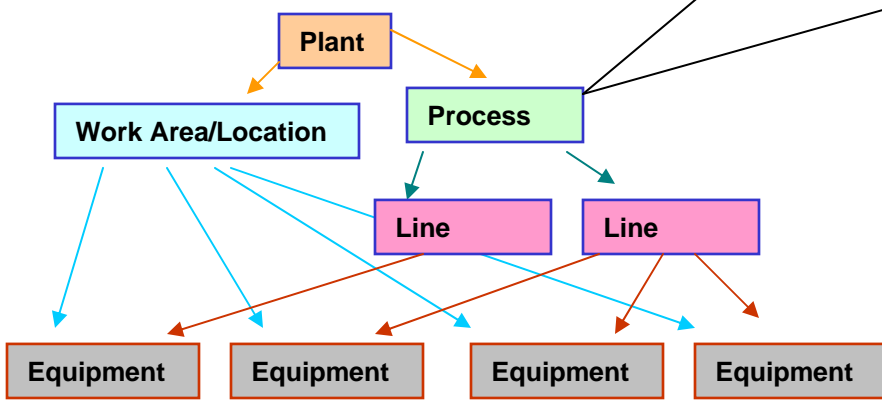 Plant
Process
Work Area/Location
Line
Line
Equipment
Equipment
Equipment
Equipment